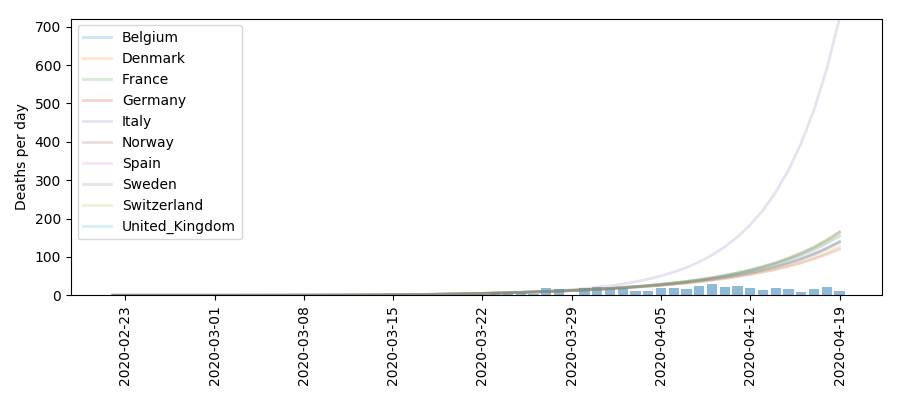 Deaths per day
700
600
500
400
300
200
100
0
Belgium
Denmark
France
Germany
Italy
Norway
Spain
Sweden
Switzerland
United_Kingdom
2020-02-23
2020-03-01
2020-03-08
2020-03-15
2020-03-22
2020-03-29
2020-04-05
2020-04-12
2020-04-19